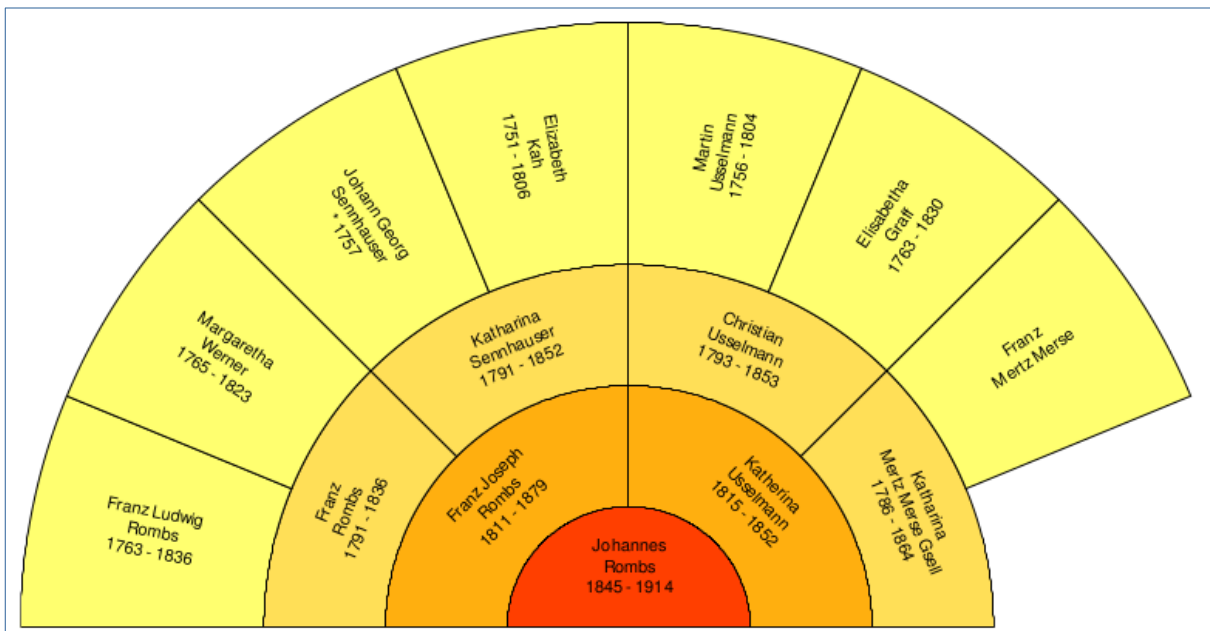 Elizabeth
Kah
1751 - 1806
Martin
Usselmann
1756 - 1804
Johann Georg
Sennhauser
* 1757
Elisabetha
Graff
1763 - 1830
Margaretha
Werner
1765 - 1823
Katharina
Sennhauser
1791 - 1852
Christian
Usselmann
1793 - 1853
Franz
Mertz Merse
Franz Ludwig
Rombs
1763 - 1836
Franz
Rombs
1791 - 1836
Franz Joseph
Rombs
1811 - 1879
Katherina
Usselmann
1815 - 1852
Katharina
Mertz Merse Gsell
1786 - 1864
Johannes
Rombs
1845 - 1914